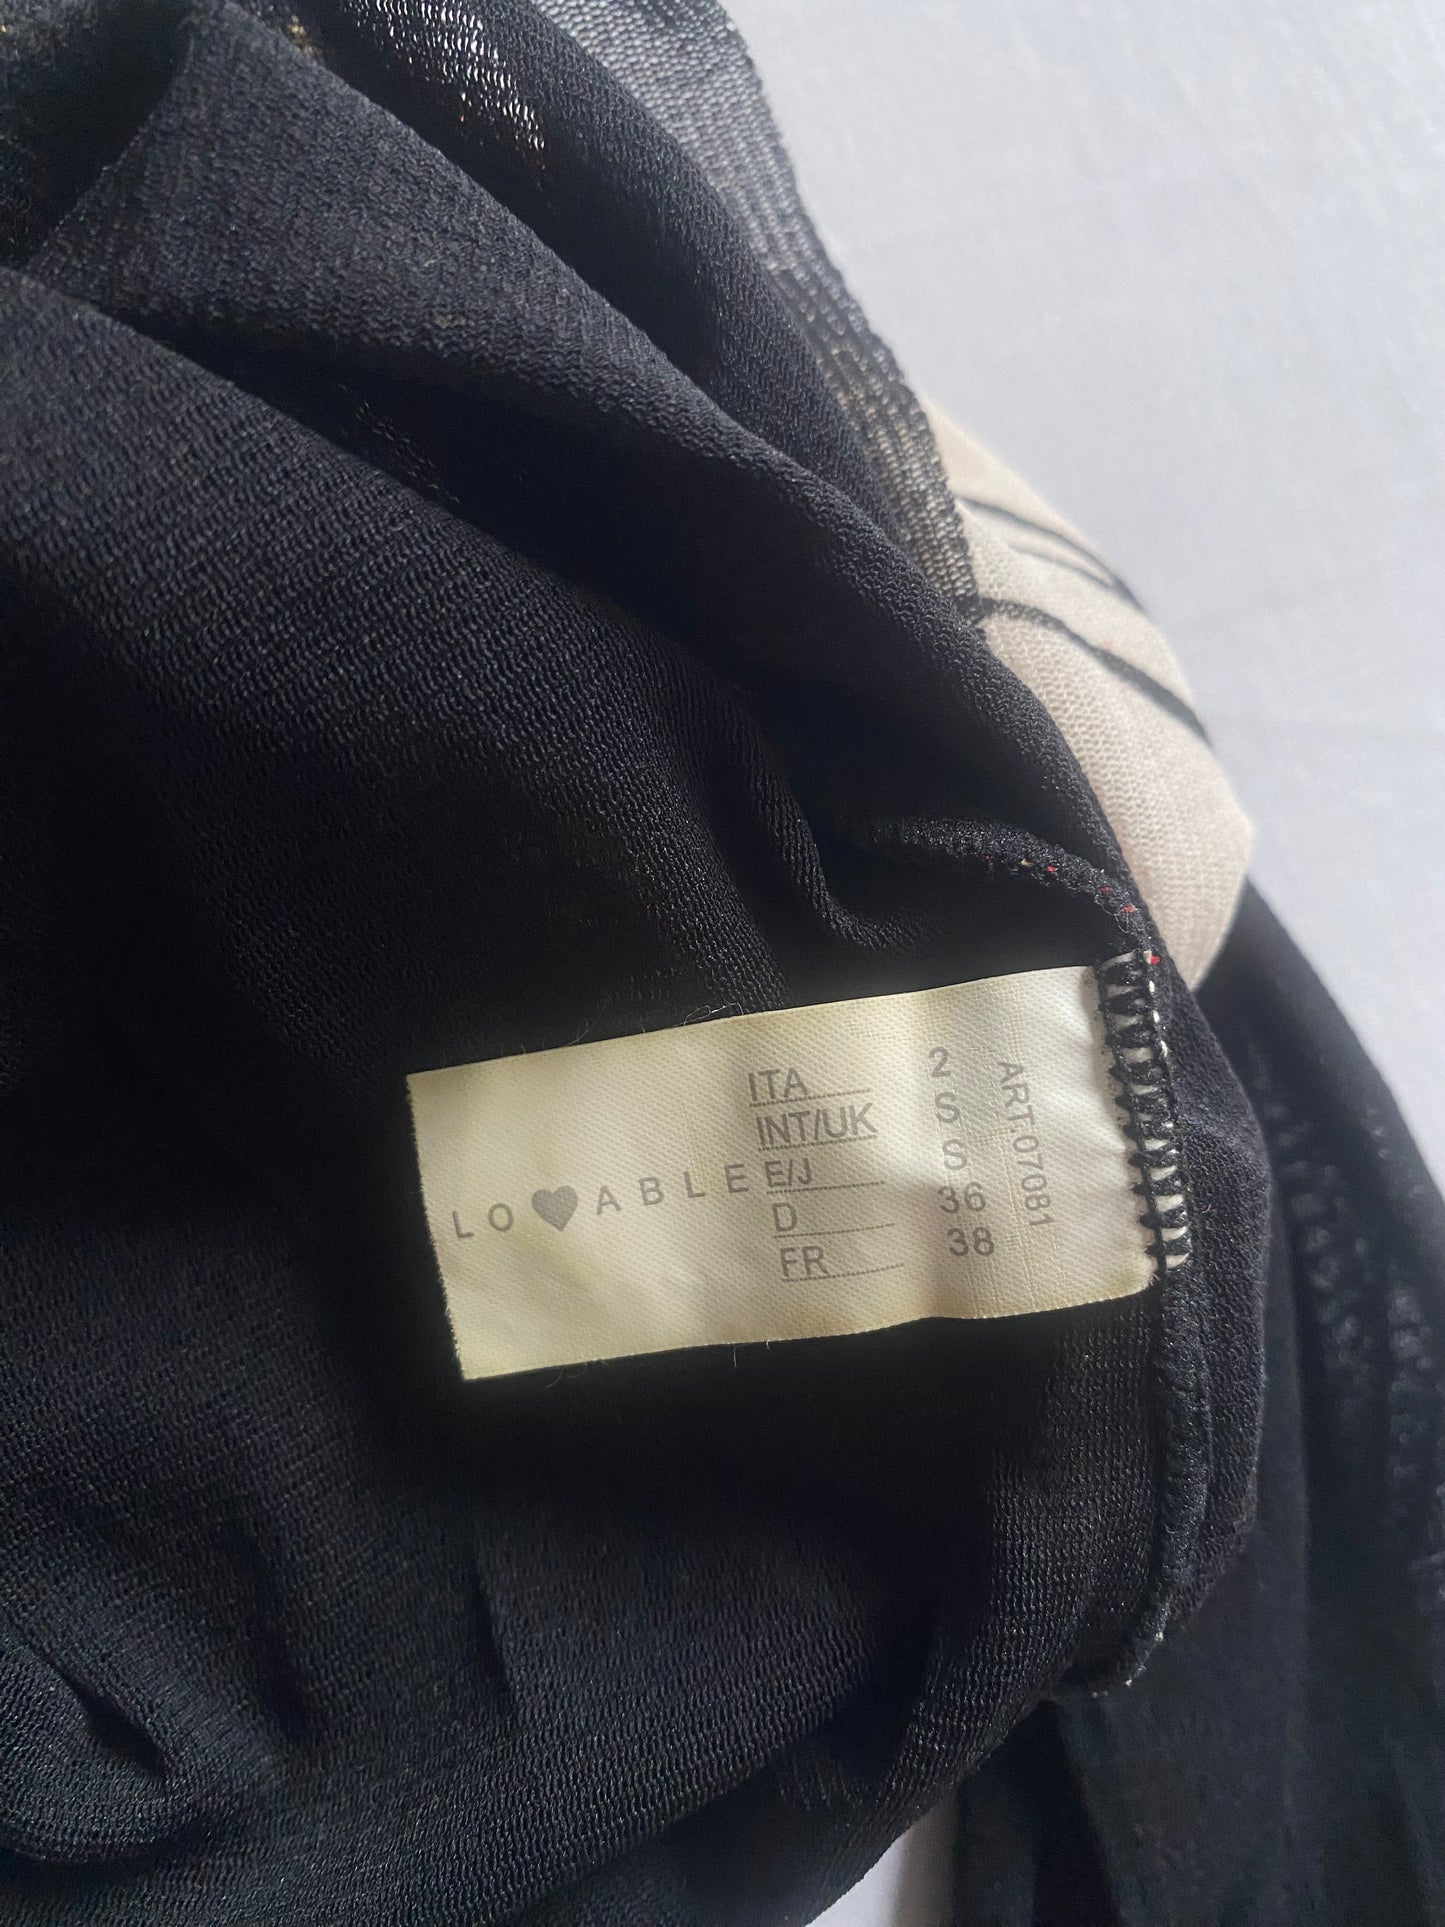 LO♥ABLE
ITA 2
INT/UK S
E/J S
D 36
FR 38
ART.07081